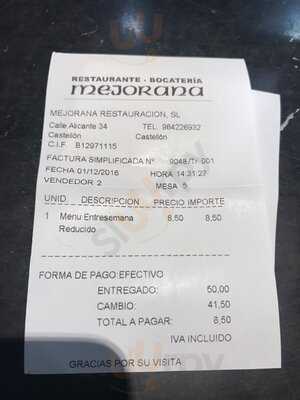 RESTAURANTE - BOCATERÍA
mejorana
MEJORANA RESTAURACION, SL
Calle Alicante 34 TEL. 964226932
Castellón Castellón
C.I.F. B12971115
FACTURA SIMPLIFICADA Nº 9048/TF001
FECHA 01/12/2016 HORA 14:31:27
VENDEDOR 2 MESA 5
UNID. DESCRIPCION PRECIO IMPORTE
1 Menu Entresemana 8,50 8,50
Reducido
FORMA DE PAGO:EFECTIVO
ENTREGADO: 50,00
CAMBIO: 41,50
TOTAL A PAGAR: 8,50
IVA INCLUIDO
GRACIAS POR SU VISITA